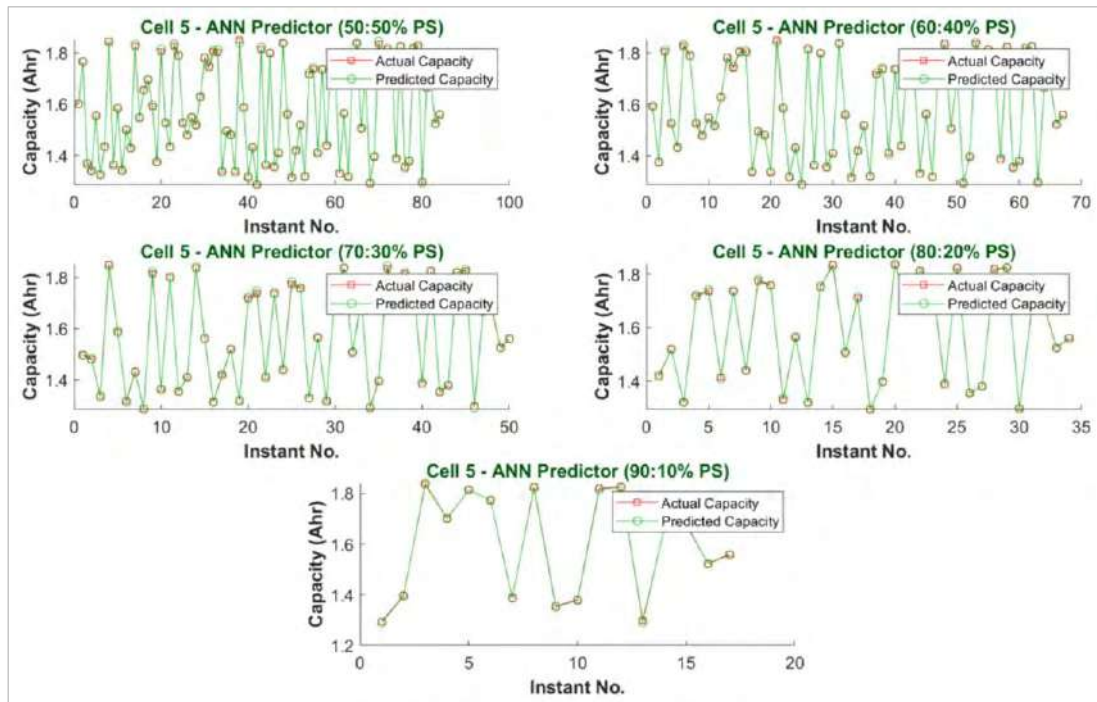 Cell 5 - ANN Predictor (50:50% PS)
Capacity (Ahr)
1.8
1.6
1.4
Actual Capacity
Predicted Capacity
0 20 40 60 80 100
Instant No.
Cell 5 - ANN Predictor (60:40% PS)
Capacity (Ahr)
1.8
1.6
1.4
Actual Capacity
Predicted Capacity
0 10 20 30 40 50 60 70
Instant No.
Cell 5 - ANN Predictor (70:30% PS)
Capacity (Ahr)
1.8
1.6
1.4
Actual Capacity
Predicted Capacity
0 10 20 30 40 50
Instant No.
Cell 5 - ANN Predictor (80:20% PS)
Capacity (Ahr)
1.8
1.6
1.4
Actual Capacity
Predicted Capacity
0 5 10 15 20 25 30 35
Instant No.
Cell 5 - ANN Predictor (90:10% PS)
Capacity (Ahr)
1.8
1.6
1.4
1.2
Actual Capacity
Predicted Capacity
0 5 10 15 20
Instant No.